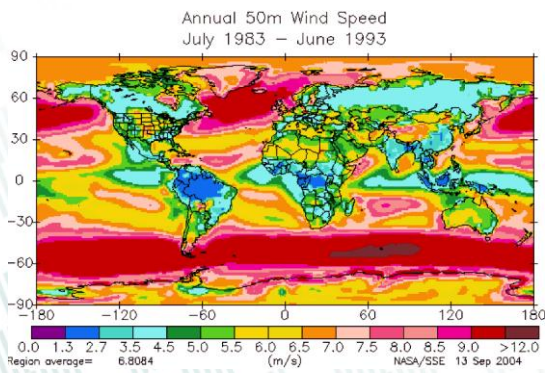 Annual 50m Wind Speed
July 1983 – June 1993
90
60
30
0
−30
−60
−90
−180 −120 −60 0 60 120 180
0.0 1.3 2.7 3.5 4.5 5.0 5.5 6.0 6.5 7.0 7.5 8.0 8.5 9.0 >12.0
Region average= 6.8084 (m/s) NASA/SSE 13 Sep 2004